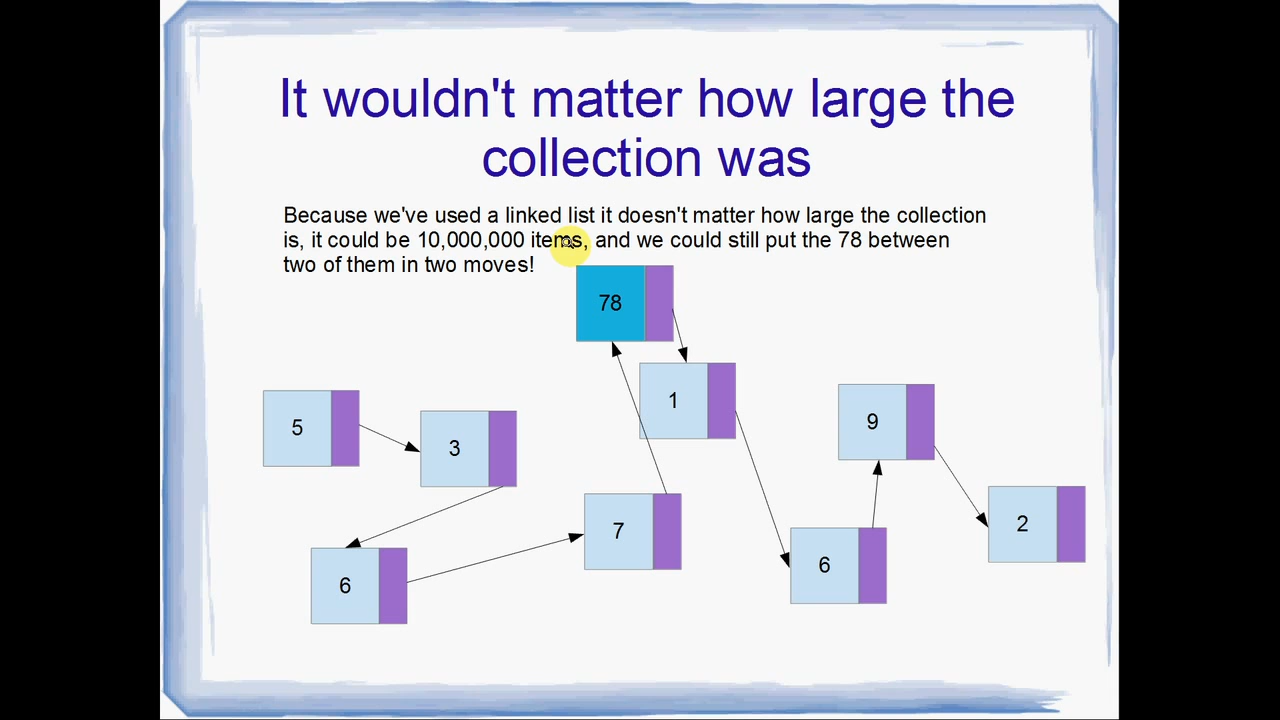 It wouldn't matter how large the
collection was
Because we've used a linked list it doesn't matter how large the collection
is, it could be 10,000,000 items, and we could still put the 78 between
two of them in two moves!
78
1
9
5
3
2
7
6
6